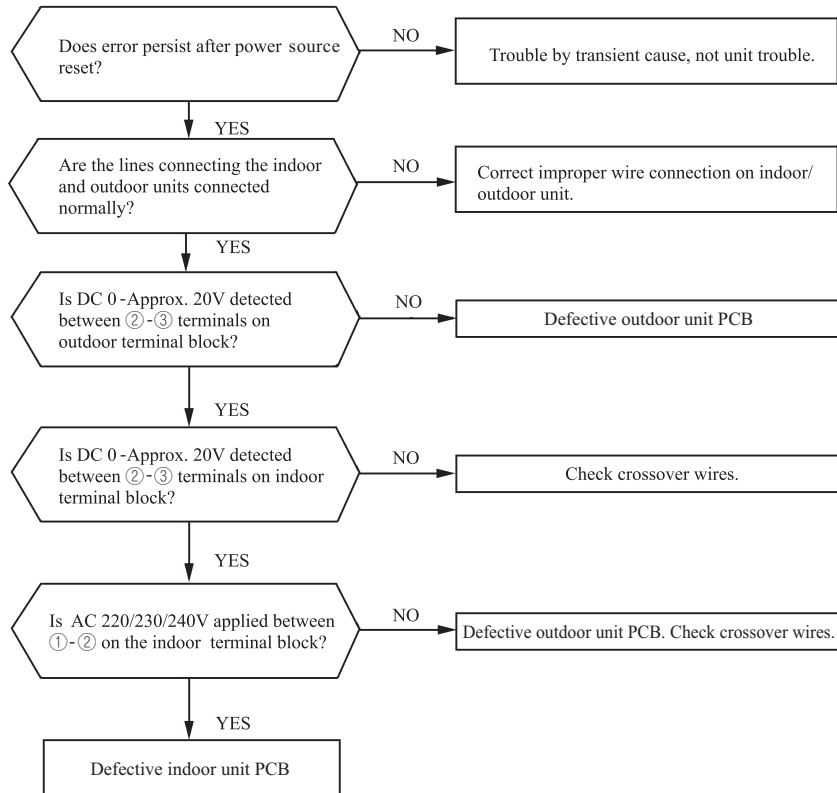 Does error persist after power source
reset?
NO
Trouble by transient cause, not unit trouble.
YES
Are the lines connecting the indoor
and outdoor units connected
normally?
NO
Correct improper wire connection on indoor/
outdoor unit.
YES
Is DC 0 -Approx. 20V detected
between ②-③ terminals on
outdoor terminal block?
NO
Defective outdoor unit PCB
YES
Is DC 0 -Approx. 20V detected
between ②-③ terminals on indoor
terminal block?
NO
Check crossover wires.
YES
Is AC 220/230/240V applied between
①-② on the indoor terminal block?
NO
Defective outdoor unit PCB. Check crossover wires.
YES
Defective indoor unit PCB